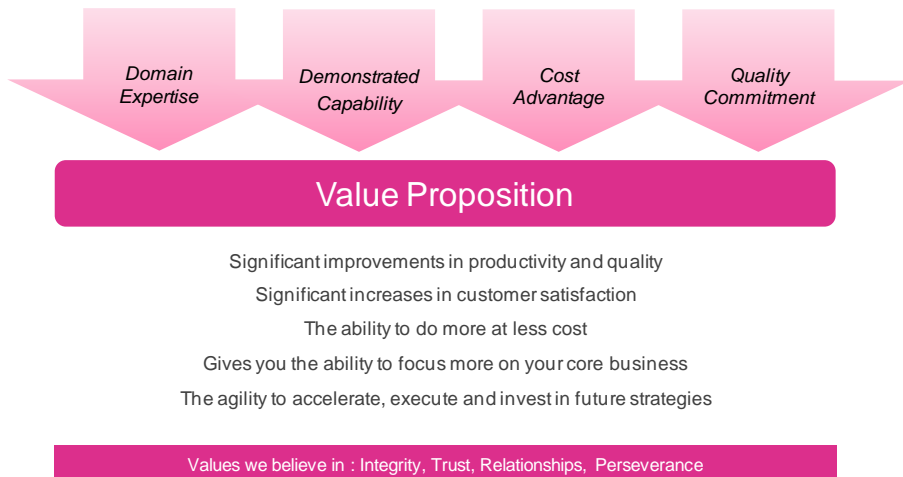 Domain
Expertise
Demonstrated
Capability
Cost
Advantage
Quality
Commitment
Value Proposition
Significant improvements in productivity and quality
Significant increases in customer satisfaction
The ability to do more at less cost
Gives you the ability to focus more on your core business
The agility to accelerate, execute and invest in future strategies
Values we believe in : Integrity, Trust, Relationships, Perseverance